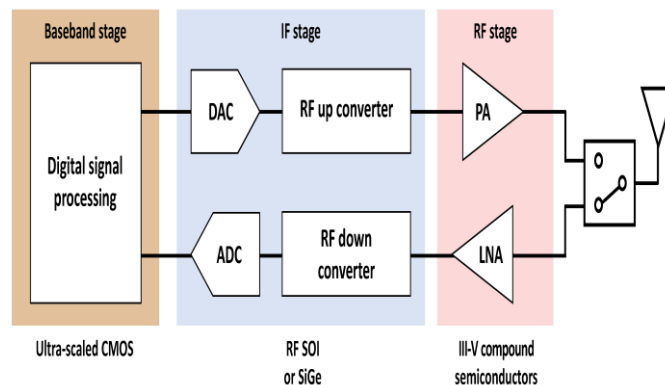 Baseband stage
IF stage
RF stage
DAC
RF up converter
PA
Digital signal
processing
ADC
RF down
converter
LNA
Ultra-scaled CMOS
RF SOI
or SiGe
III-V compound
semiconductors